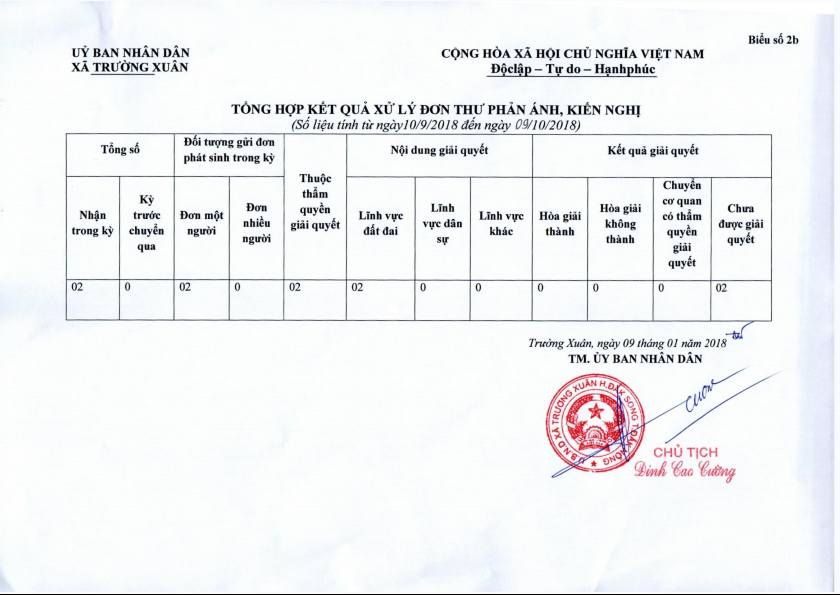 Biểu số 2b
UỶ BAN NHÂN DÂN
XÃ TRƯỜNG XUÂN
CỘNG HÒA XÃ HỘI CHỦ NGHĨA VIỆT NAM
Độclập – Tự do – Hạnhphúc
TỔNG HỢP KẾT QUẢ XỬ LÝ ĐƠN THƯ PHẢN ÁNH, KIẾN NGHỊ
(Số liệu tính từ ngày10/9/2018 đến ngày 09/10/2018)
Tổng số
Đối tượng gửi đơn
phát sinh trong kỳ
Thuộc
thẩm
quyền
giải quyết
Nội dung giải quyết
Kết quả giải quyết
Nhận
trong kỳ
Kỳ
trước
chuyển
qua
Đơn một
người
Đơn
nhiều
người
Lĩnh vực
đất đai
Lĩnh
vực dân
sự
Lĩnh vực
khác
Hòa giải
thành
Hòa giải
không
thành
Chuyển
cơ quan
có thẩm
quyền
giải
quyết
Chưa
được giải
quyết
02 0 02 0 02 02 0 0 0 0 0 02
Trường Xuân, ngày 09 tháng 01 năm 2018
TM. ỦY BAN NHÂN DÂN
U.B.N.D XÃ TRƯỜNG XUÂN H.ĐẮK SONG T.ĐẮK NÔNG
CHỦ TỊCH
Đinh Cao Cường